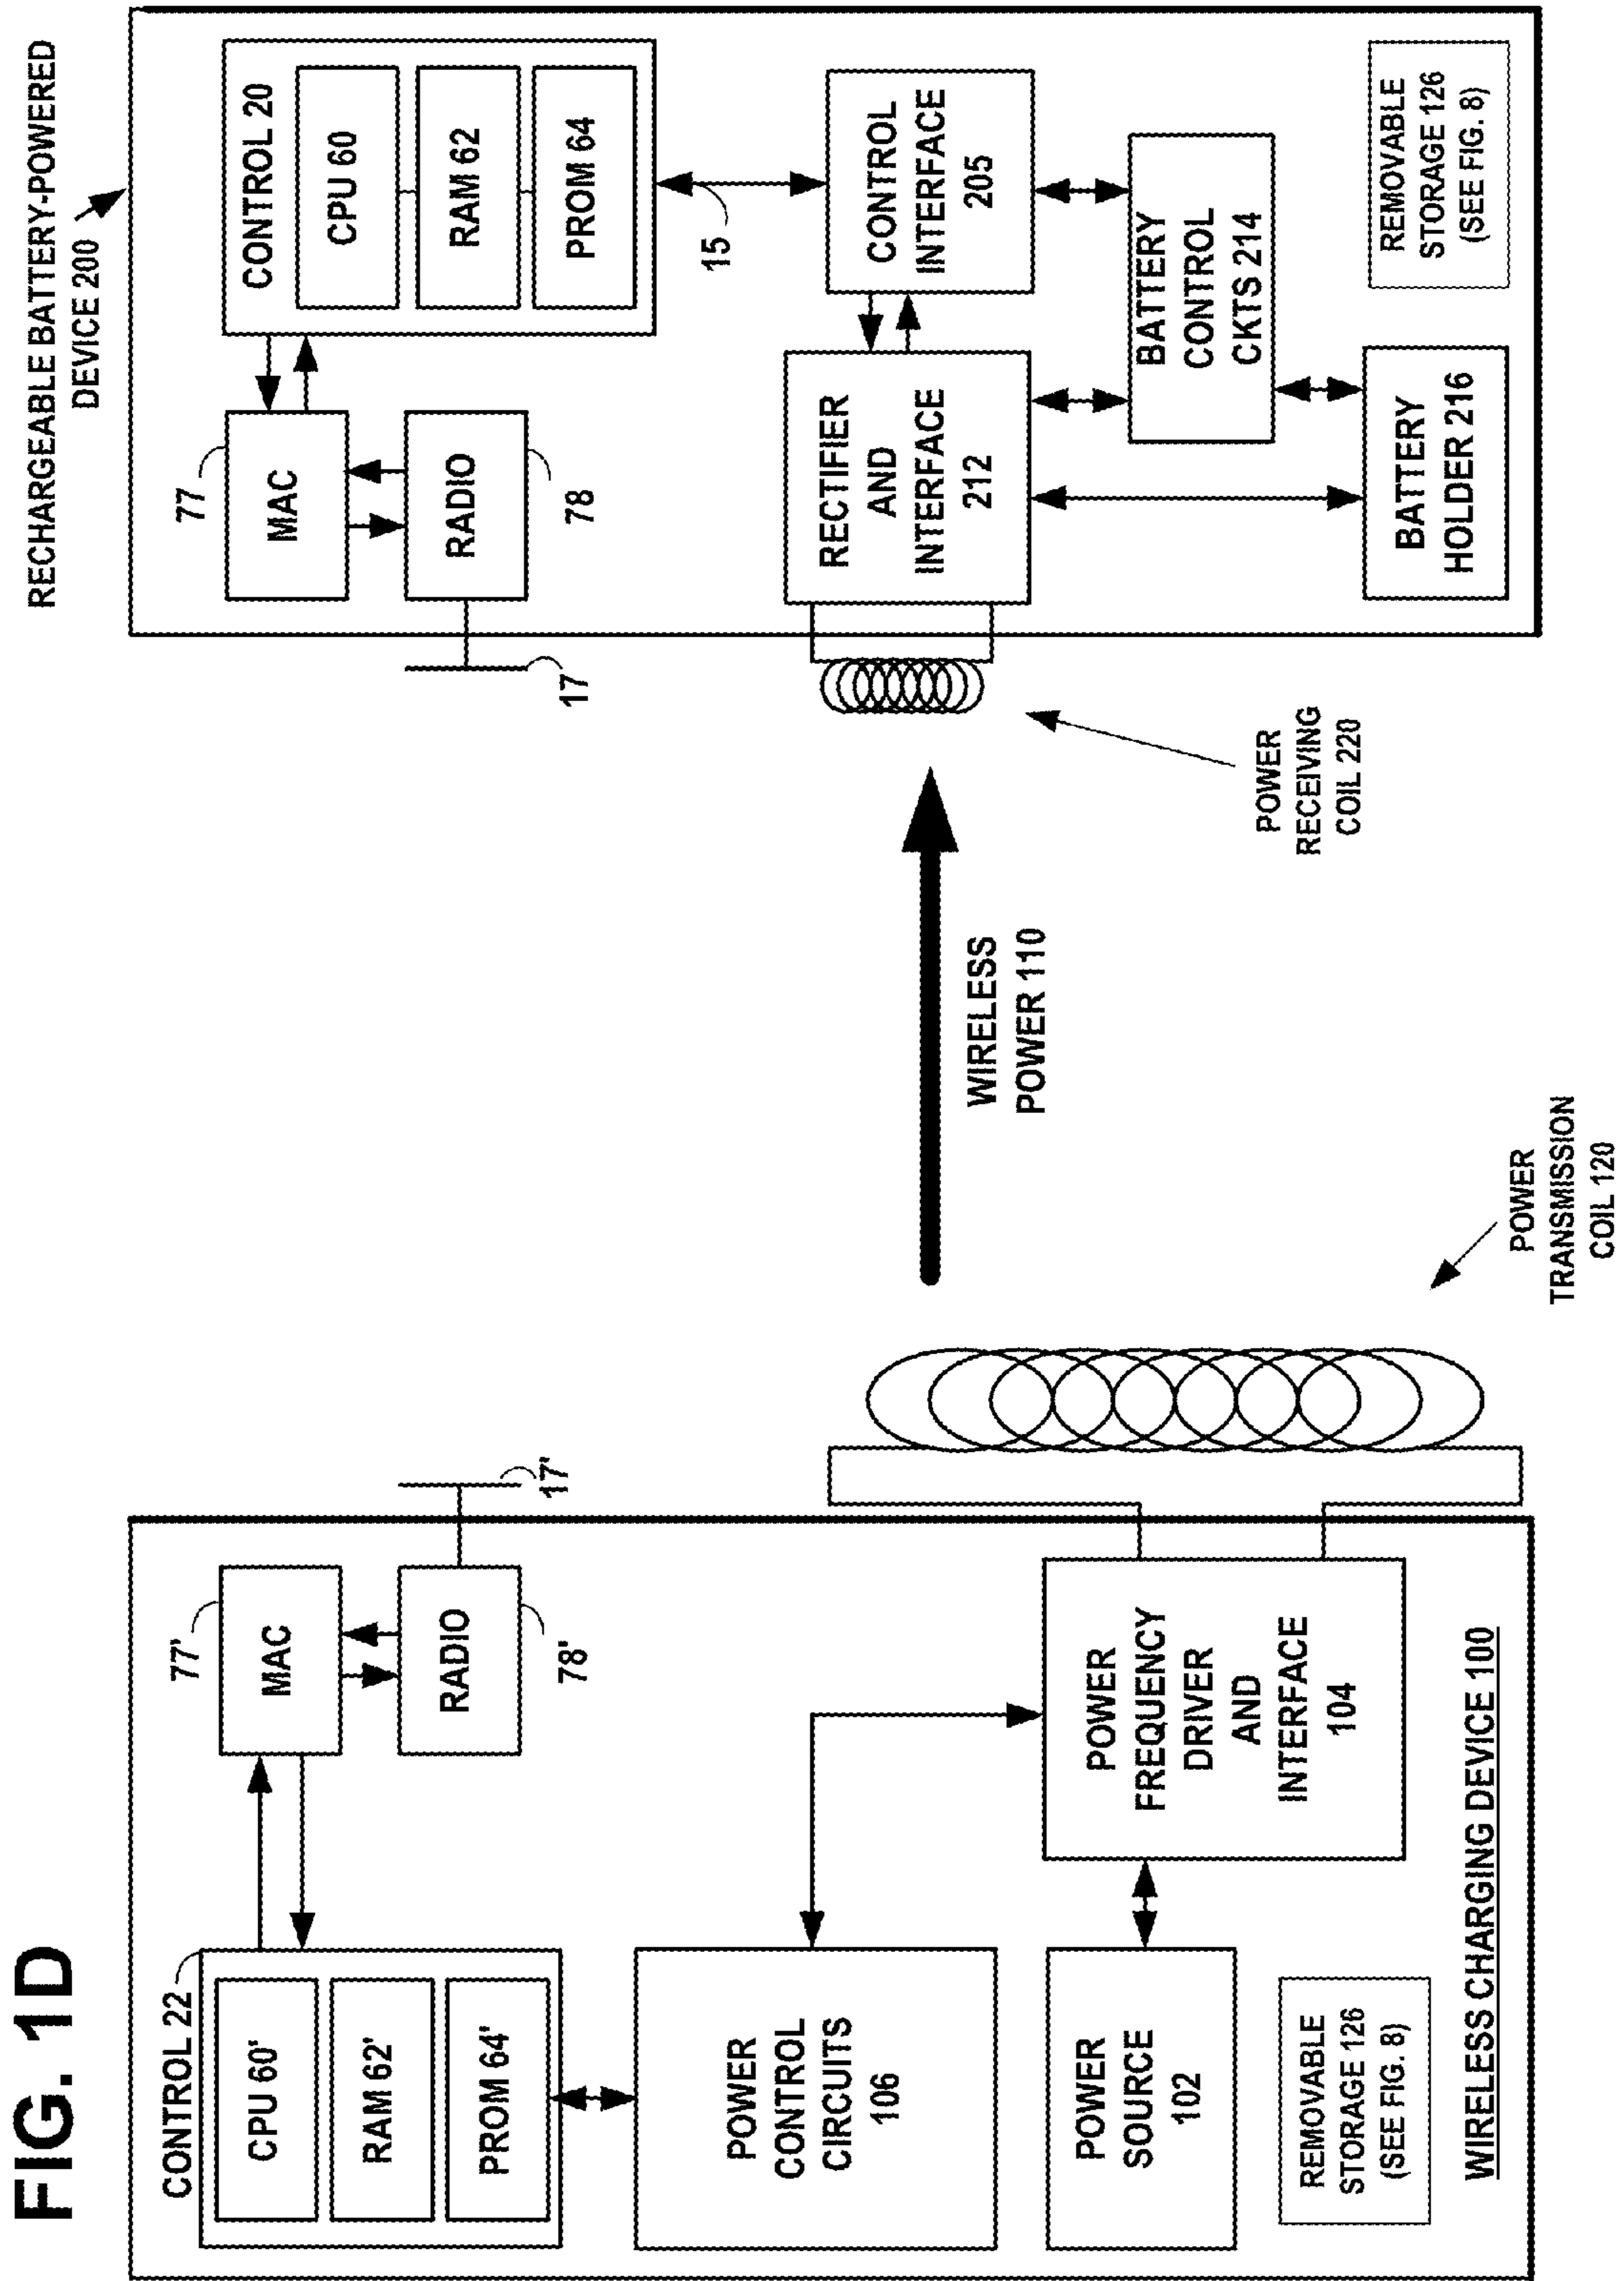 FIG. 1D
CONTROL 22
CPU 60'
RAM 62'
PROM 64'
77'
MAC
RADIO
78'
17'
POWER
CONTROL
CIRCUITS
106
POWER
SOURCE
102
POWER
FREQUENCY
DRIVER
AND
INTERFACE
104
REMOVABLE
STORAGE 126
(SEE FIG. 8)
WIRELESS CHARGING DEVICE 100
POWER
TRANSMISSION
COIL 120
WIRELESS
POWER 110
POWER
RECEIVING
COIL 220
RECHARGEABLE BATTERY-POWERED
DEVICE 200
77
MAC
RADIO
78
17
CONTROL 20
CPU 60
RAM 62
PROM 64
15
RECTIFIER
AND
INTERFACE
212
CONTROL
INTERFACE
205
BATTERY
CONTROL
CKTS 214
BATTERY
HOLDER 216
REMOVABLE
STORAGE 126
(SEE FIG. 8)